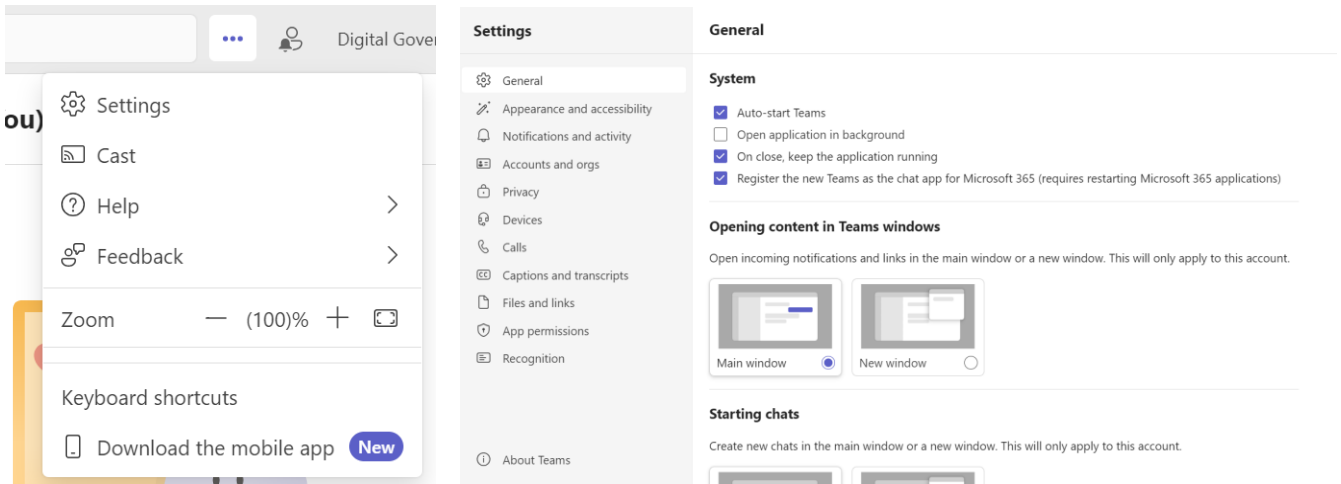 Digital Gover
ou)
Settings
Cast
Help
Feedback
Zoom
(100)%
Keyboard shortcuts
Download the mobile app New
Settings
General
Appearance and accessibility
Notifications and activity
Accounts and orgs
Privacy
Devices
Calls
Captions and transcripts
Files and links
App permissions
Recognition
About Teams
General
System
Auto-start Teams
Open application in background
On close, keep the application running
Register the new Teams as the chat app for Microsoft 365 (requires restarting Microsoft 365 applications)
Opening content in Teams windows
Open incoming notifications and links in the main window or a new window. This will only apply to this account.
Main window
New window
Starting chats
Create new chats in the main window or a new window. This will only apply to this account.